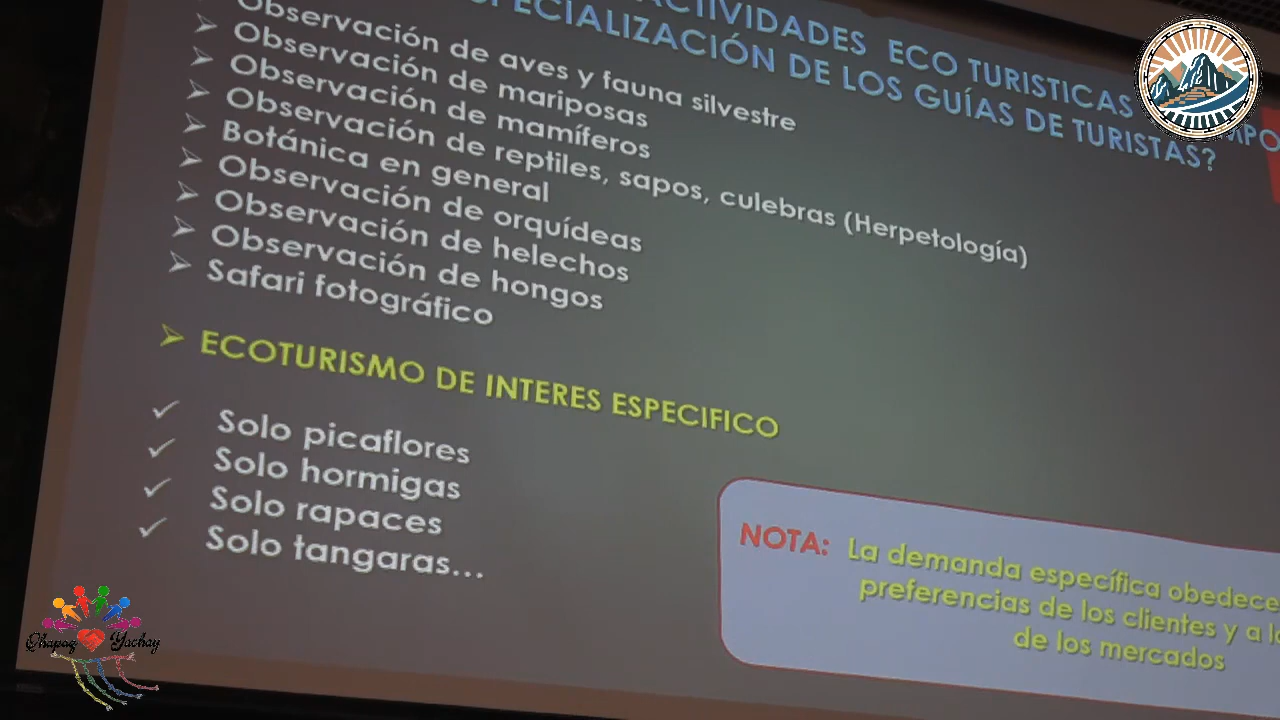 ACTIVIDADES ECO TURISTICAS
ESPECIALIZACIÓN DE LOS GUÍAS DE TURISTAS?
Observación de aves y fauna silvestre
Observación de mariposas
Observación de mamíferos
Observación de reptiles, sapos, culebras (Herpetología)
Botánica en general
Observación de orquídeas
Observación de helechos
Observación de hongos
Safari fotográfico
ECOTURISMO DE INTERES ESPECIFICO
Solo picaflores
Solo hormigas
Solo rapaces
Solo tangaras...
NOTA: La demanda específica obedece
preferencias de los clientes y a
de los mercados
Qhapaq Yachay